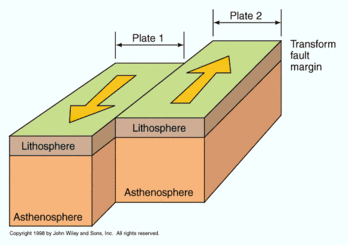 Plate 1
Plate 2
Transform
fault
margin
Lithosphere
Lithosphere
Asthenosphere
Asthenosphere
Copyright 1998 by John Wiley and Sons, Inc. All rights reserved.